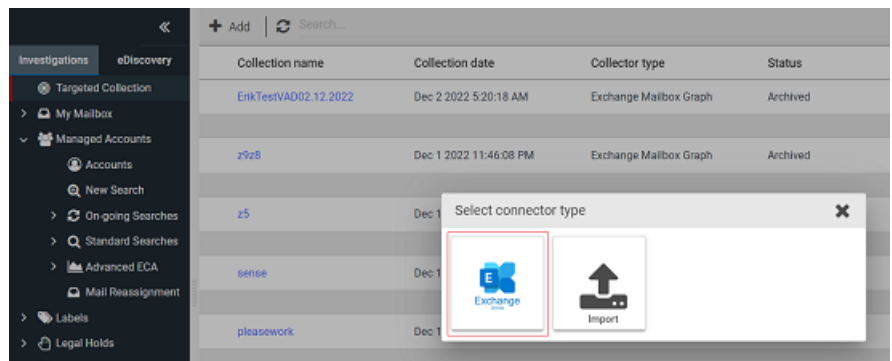 + Add Search...
Investigations eDiscovery
Collection name Collection date Collector type Status
Targeted Collection
ErikTestVAD02.12.2022 Dec 2 2022 5:20:18 AM Exchange Mailbox Graph Archived
My Mailbox
Managed Accounts
z9z8 Dec 1 2022 11:46:08 PM Exchange Mailbox Graph Archived
Accounts
New Search
On-going Searches
z5 Dec 1
Select connector type
Standard Searches
Advanced ECA
sense Dec 1
Mail Reassignment
E
Exchange
Import
Labels
pleasework Dec 1
Legal Holds